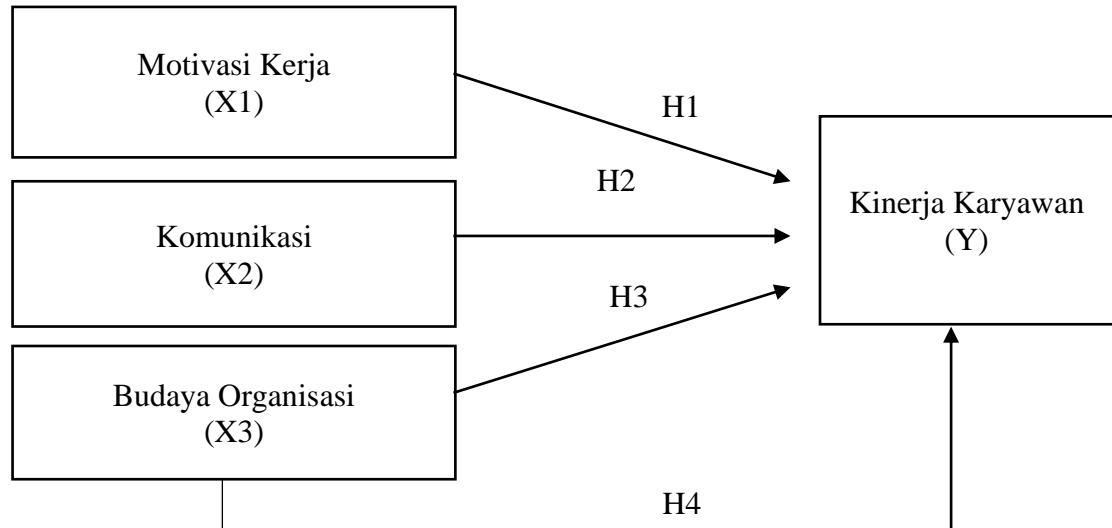 Motivasi Kerja
(X1)
H1
H2
Kinerja Karyawan
(Y)
Komunikasi
(X2)
H3
Budaya Organisasi
(X3)
H4